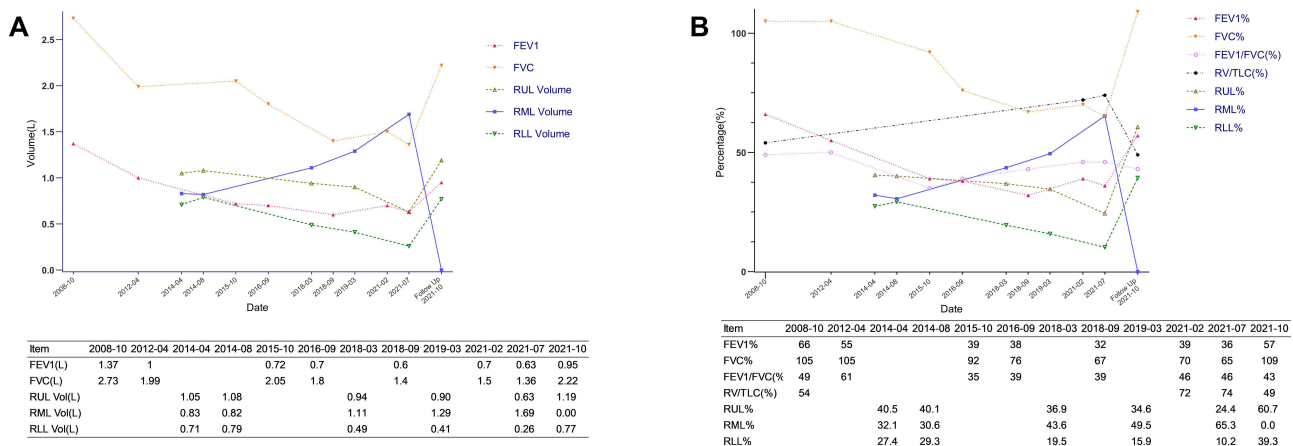 A
2.5
2.0
1.5
1.0
0.5
0.0
Volume(L)
2008-10
2012-04
2014-04
2014-08
2015-10
2016-09
2018-03
2018-09
2019-03
2021-02
2021-07
Follow Up
2021-10
Date
FEV1
FVC
RUL Volume
RML Volume
RLL Volume
Item 2008-10 2012-04 2014-04 2014-08 2015-10 2016-09 2018-03 2018-09 2019-03 2021-02 2021-07 2021-10
FEV1(L) 1.37 1 0.72 0.7 0.6 0.7 0.63 0.95
FVC(L) 2.73 1.99 2.05 1.8 1.4 1.5 1.36 2.22
RUL Vol(L) 1.05 1.08 0.94 0.90 0.63 1.19
RML Vol(L) 0.83 0.82 1.11 1.29 1.69 0.00
RLL Vol(L) 0.71 0.79 0.49 0.41 0.26 0.77
B
100
50
0
Percentage(%)
2008-10
2012-04
2014-04
2014-08
2015-10
2016-09
2018-03
2018-09
2019-03
2021-02
2021-07
Follow Up
2021-10
Date
FEV1%
FVC%
FEV1/FVC(%)
RV/TLC(%)
RUL%
RML%
RLL%
Item 2008-10 2012-04 2014-04 2014-08 2015-10 2016-09 2018-03 2018-09 2019-03 2021-02 2021-07 2021-10
FEV1% 66 55 39 38 32 39 36 57
FVC% 105 105 92 76 67 70 65 109
FEV1/FVC(% 49 61 35 39 39 46 46 43
RV/TLC(%) 54 72 74 49
RUL% 40.5 40.1 36.9 34.6 24.4 60.7
RML% 32.1 30.6 43.6 49.5 65.3 0.0
RLL% 27.4 29.3 19.5 15.9 10.2 39.3